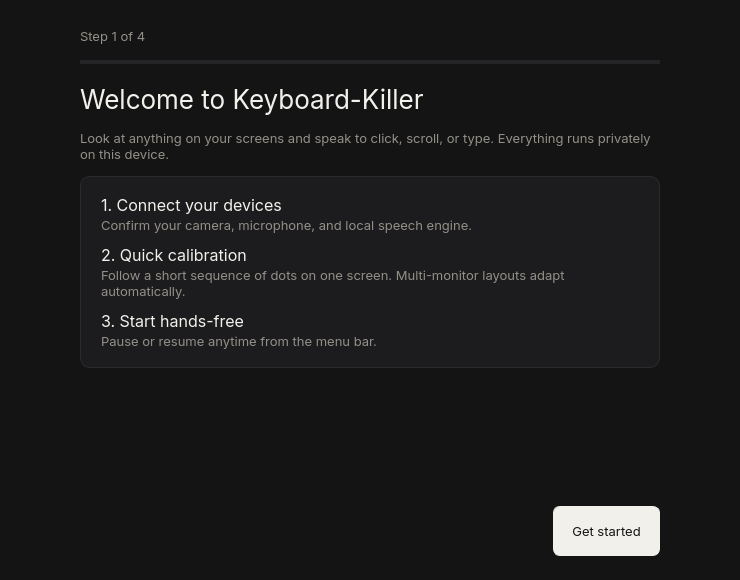 Step 1 of 4
Welcome to Keyboard-Killer
Look at anything on your screens and speak to click, scroll, or type. Everything runs privately
on this device.
1. Connect your devices
Confirm your camera, microphone, and local speech engine.
2. Quick calibration
Follow a short sequence of dots on one screen. Multi-monitor layouts adapt
automatically.
3. Start hands-free
Pause or resume anytime from the menu bar.
Get started